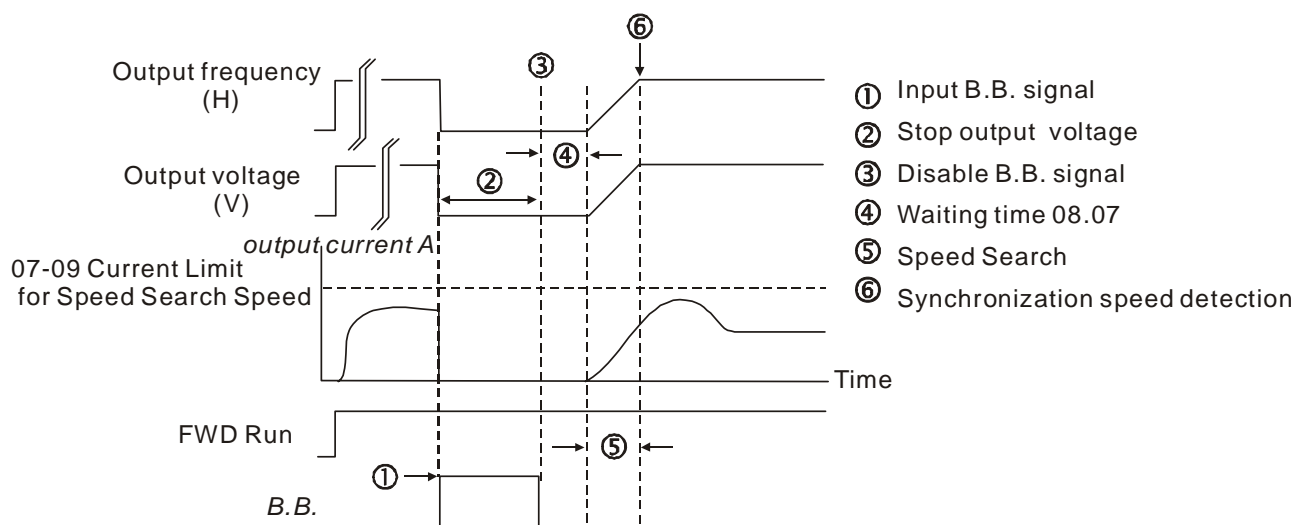 ⑥
Output frequency
(H)
③
④
Output voltage
(V)
②
output current A
07-09 Current Limit
for Speed Search Speed
Time
FWD Run
⑤
①
B.B.
① Input B.B. signal
② Stop output voltage
③ Disable B.B. signal
④ Waiting time 08.07
⑤ Speed Search
⑥ Synchronization speed detection